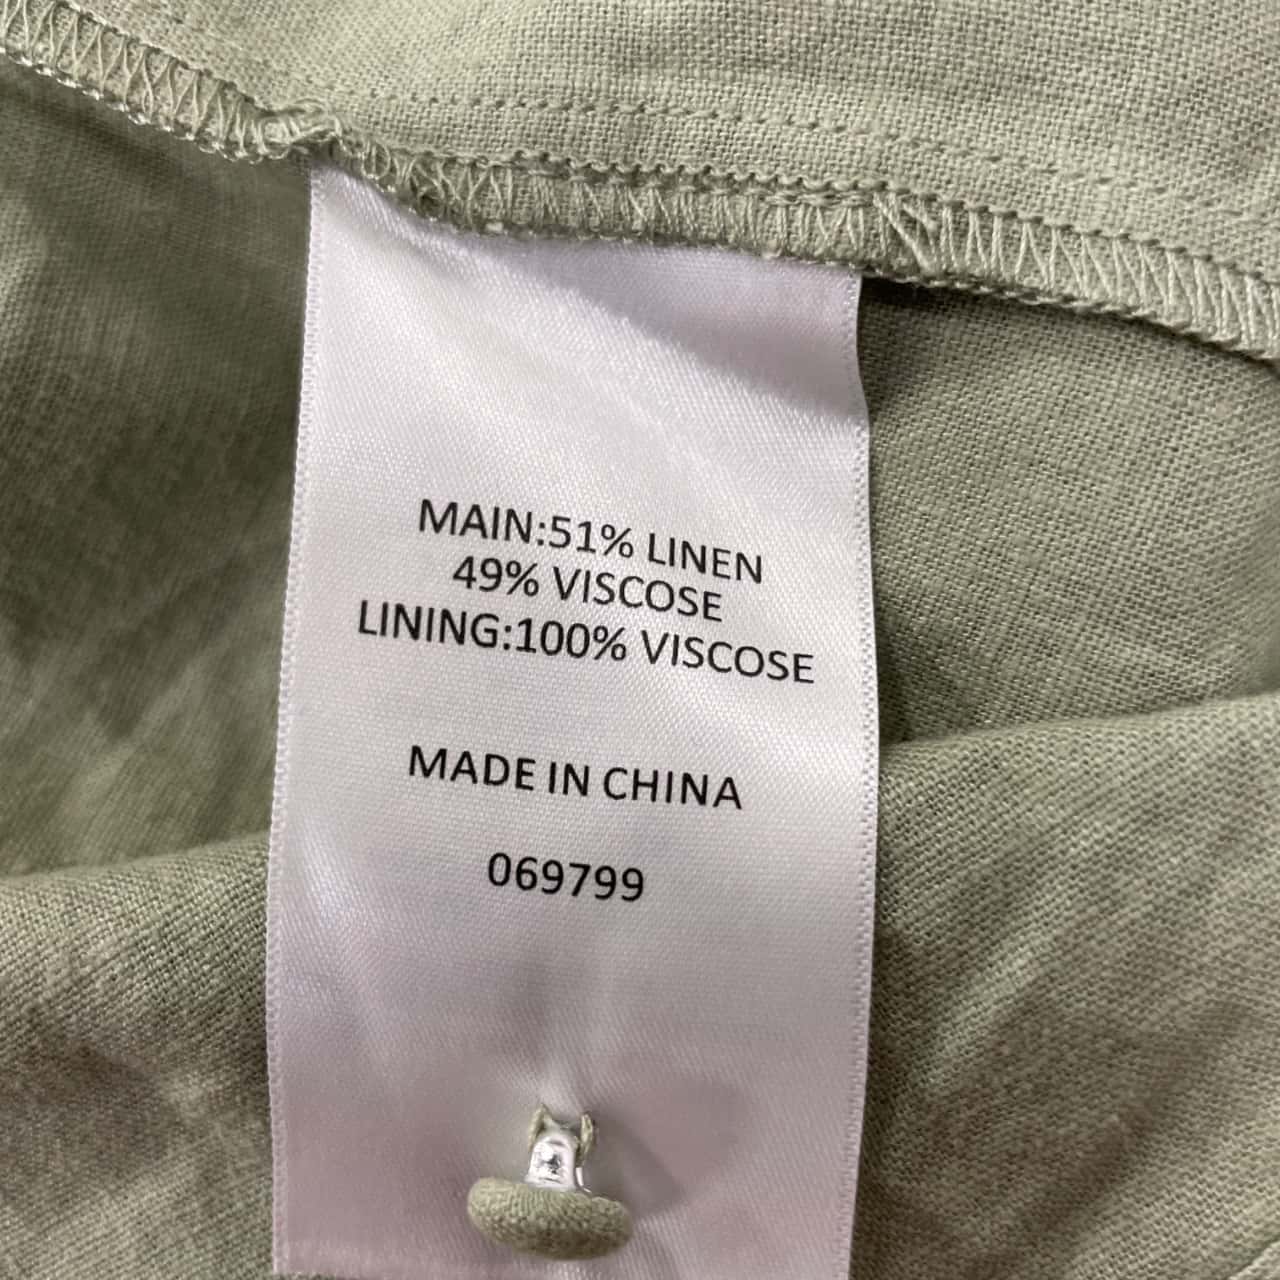 MAIN:51% LINEN
49% VISCOSE
LINING:100% VISCOSE
MADE IN CHINA
069799